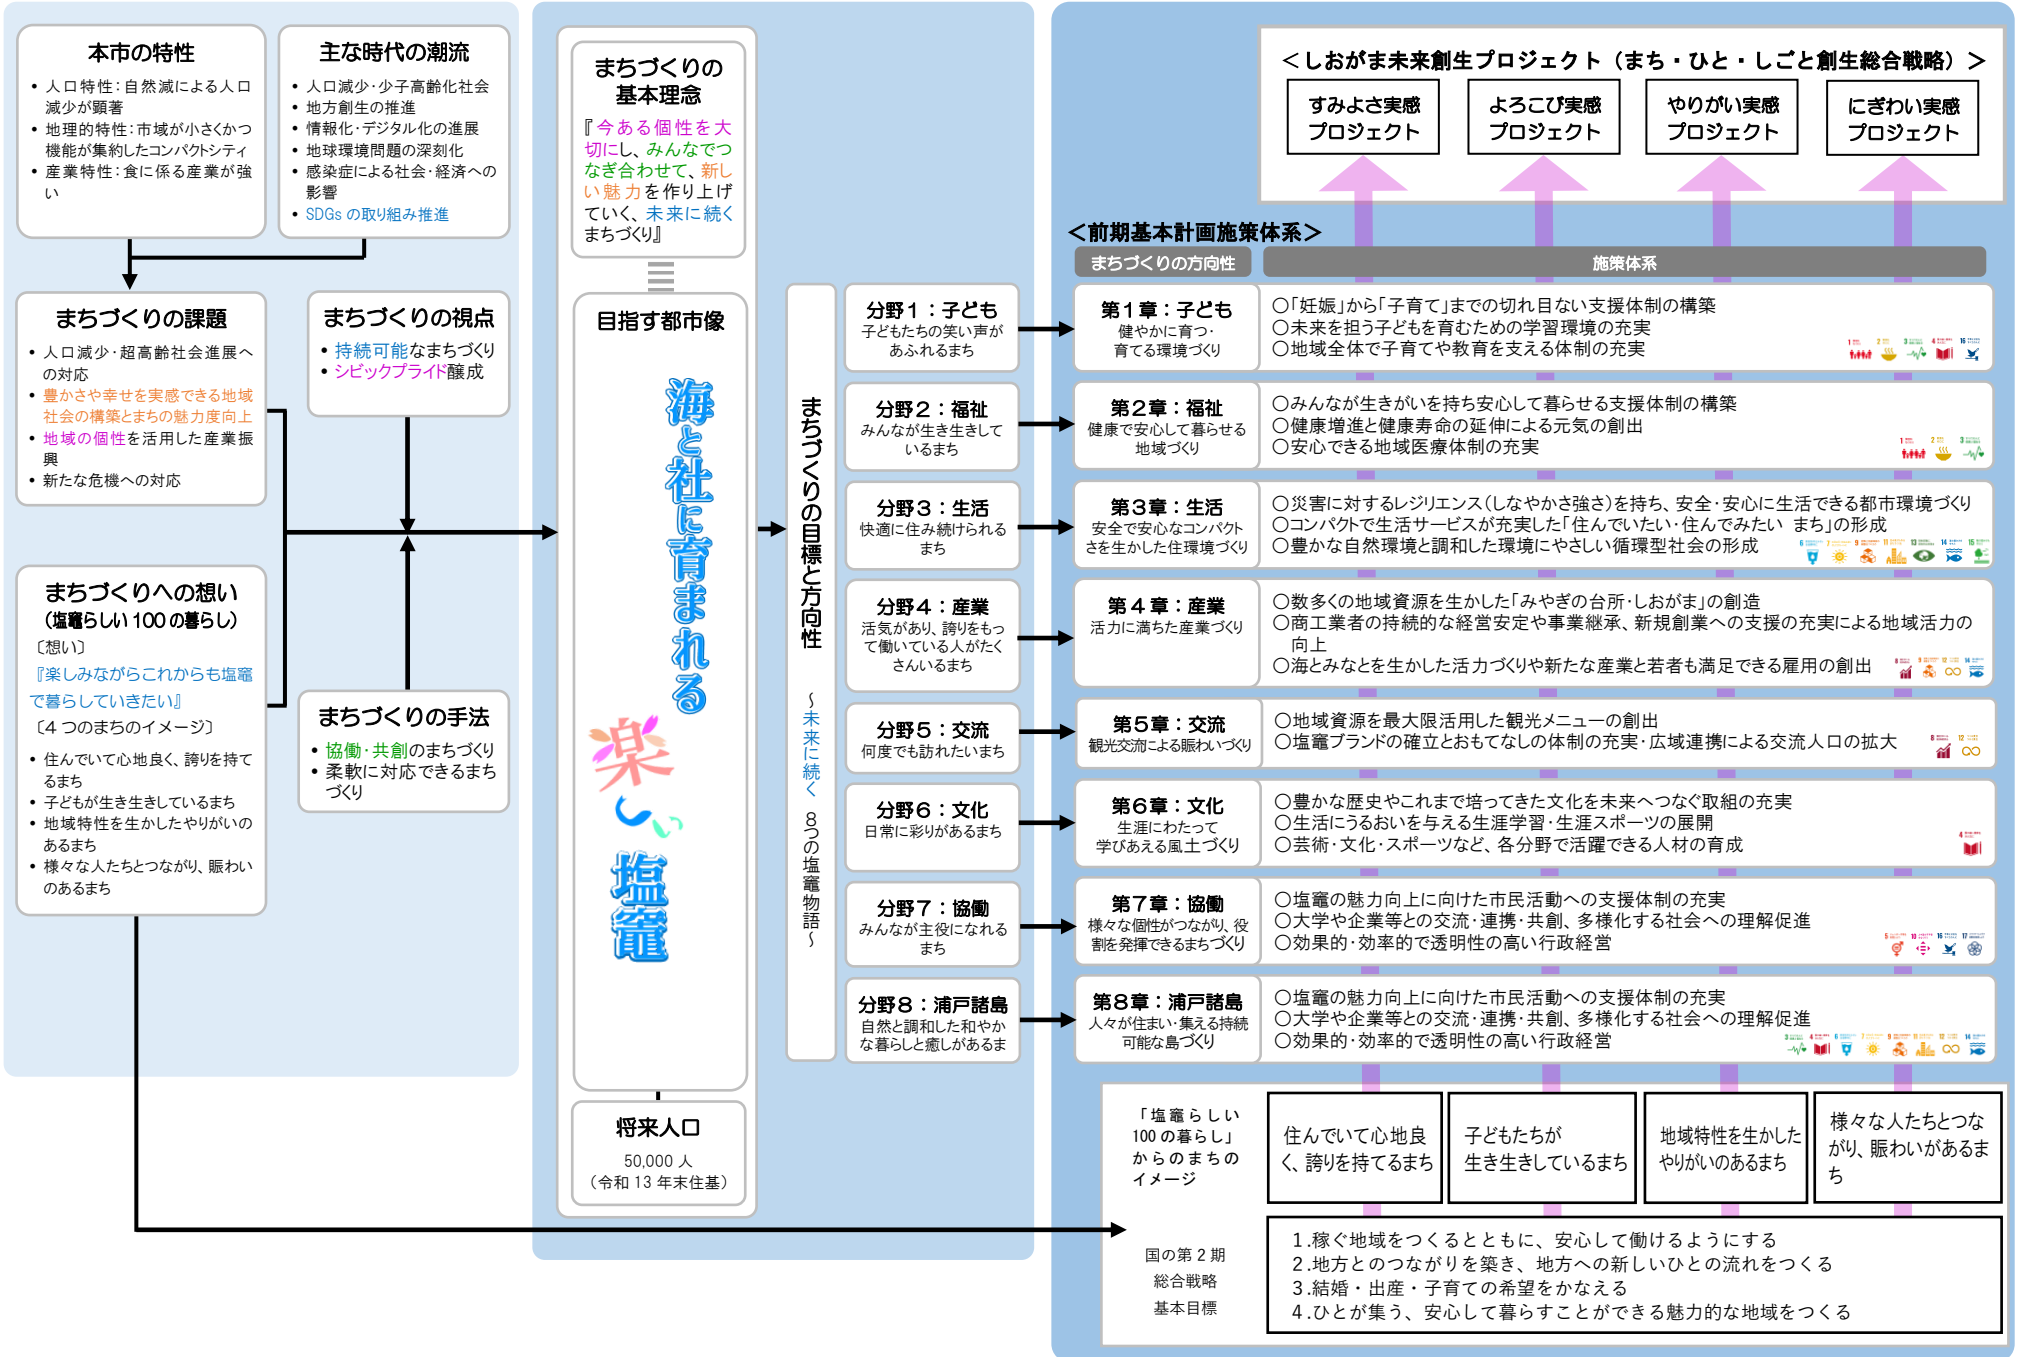 本市の特性
• 人口特性：自然減による人口
減少が顕著
• 地理的特性：市域が小さくかつ
機能が集約したコンパクトシティ
• 産業特性：食に係る産業が強
い
主な時代の潮流
• 人口減少・少子高齢化社会
• 地方創生の推進
• 情報化・デジタル化の進展
• 地球環境問題の深刻化
• 感染症による社会・経済への
影響
• SDGs の取り組み推進
まちづくりの課題
• 人口減少・超高齢社会進展へ
の対応
• 豊かさや幸せを実感できる地域
社会の構築とまちの魅力度向上
• 地域の個性を活用した産業振
興
• 新たな危機への対応
まちづくりの視点
• 持続可能なまちづくり
• シビックプライド醸成
まちづくりへの想い
（塩竈らしい 100 の暮らし）
〔想い〕
『楽しみながらこれからも塩竈
で暮らしていきたい』
〔4 つのまちのイメージ〕
• 住んでいて心地良く、誇りを持て
るまち
• 子どもが生き生きしているまち
• 地域特性を生かしたやりがいの
あるまち
• 様々な人たちとつながり、賑わい
のあるまち
まちづくりの手法
• 協働・共創のまちづくり
• 柔軟に対応できるまち
づくり
まちづくりの
基本理念
『今ある個性を大
切にし、みんなでつ
なぎ合わせて、新し
い魅力を作り上げ
ていく、未来に続く
まちづくり』
目指す都市像
海と社に育まれる
楽しい
塩竈
将来人口
50,000 人
（令和 13 年末住基）
まちづくりの目標と方向性　～未来に続く　8つの塩竈物語～
分野１：子ども
子どもたちの笑い声が
あふれるまち
分野２：福祉
みんなが生き生きして
いるまち
分野３：生活
快適に住み続けられる
まち
分野４：産業
活気があり、誇りをもっ
て働いている人がたく
さんいるまち
分野５：交流
何度でも訪れたいまち
分野６：文化
日常に彩りがあるまち
分野７：協働
みんなが主役になれる
まち
分野８：浦戸諸島
自然と調和した和やか
な暮らしと癒しがあるま
＜しおがま未来創生プロジェクト（まち・ひと・しごと創生総合戦略）＞
すみよさ実感
プロジェクト
よろこび実感
プロジェクト
やりがい実感
プロジェクト
にぎわい実感
プロジェクト
＜前期基本計画施策体系＞
まちづくりの方向性
施策体系
第１章：子ども
健やかに育つ・
育てる環境づくり
〇「妊娠」から「子育て」までの切れ目ない支援体制の構築
〇未来を担う子どもを育むための学習環境の充実
〇地域全体で子育てや教育を支える体制の充実
第２章：福祉
健康で安心して暮らせる
地域づくり
〇みんなが生きがいを持ち安心して暮らせる支援体制の構築
〇健康増進と健康寿命の延伸による元気の創出
〇安心できる地域医療体制の充実
第３章：生活
安全で安心なコンパクト
さを生かした住環境づくり
〇災害に対するレジリエンス（しなやかさ強さ）を持ち、安全・安心に生活できる都市環境づくり
〇コンパクトで生活サービスが充実した「住んでいたい・住んでみたい まち」の形成
〇豊かな自然環境と調和した環境にやさしい循環型社会の形成
第４章：産業
活力に満ちた産業づくり
〇数多くの地域資源を生かした「みやぎの台所・しおがま」の創造
〇商工業者の持続的な経営安定や事業継承、新規創業への支援の充実による地域活力の
向上
〇海とみなとを生かした活力づくりや新たな産業と若者も満足できる雇用の創出
第５章：交流
観光交流による賑わいづくり
〇地域資源を最大限活用した観光メニューの創出
〇塩竈ブランドの確立とおもてなしの体制の充実・広域連携による交流人口の拡大
第６章：文化
生涯にわたって
学びあえる風土づくり
〇豊かな歴史やこれまで培ってきた文化を未来へつなぐ取組の充実
〇生活にうるおいを与える生涯学習・生涯スポーツの展開
〇芸術・文化・スポーツなど、各分野で活躍できる人材の育成
第７章：協働
様々な個性がつながり、役
割を発揮できるまちづくり
〇塩竈の魅力向上に向けた市民活動への支援体制の充実
〇大学や企業等との交流・連携・共創、多様化する社会への理解促進
〇効果的・効率的で透明性の高い行政経営
第８章：浦戸諸島
人々が住まい・集える持続
可能な島づくり
〇塩竈の魅力向上に向けた市民活動への支援体制の充実
〇大学や企業等との交流・連携・共創、多様化する社会への理解促進
〇効果的・効率的で透明性の高い行政経営
「塩竈らしい
100 の暮らし」
からのまちの
イメージ
住んでいて心地良
く、誇りを持てるまち
子どもたちが
生き生きしているまち
地域特性を生かした
やりがいのあるまち
様々な人たちとつな
がり、賑わいがあるま
ち
国の第 2 期
総合戦略
基本目標
１.稼ぐ地域をつくるとともに、安心して働けるようにする
２.地方とのつながりを築き、地方への新しいひとの流れをつくる
３.結婚・出産・子育ての希望をかなえる
４.ひとが集う、安心して暮らすことができる魅力的な地域をつくる